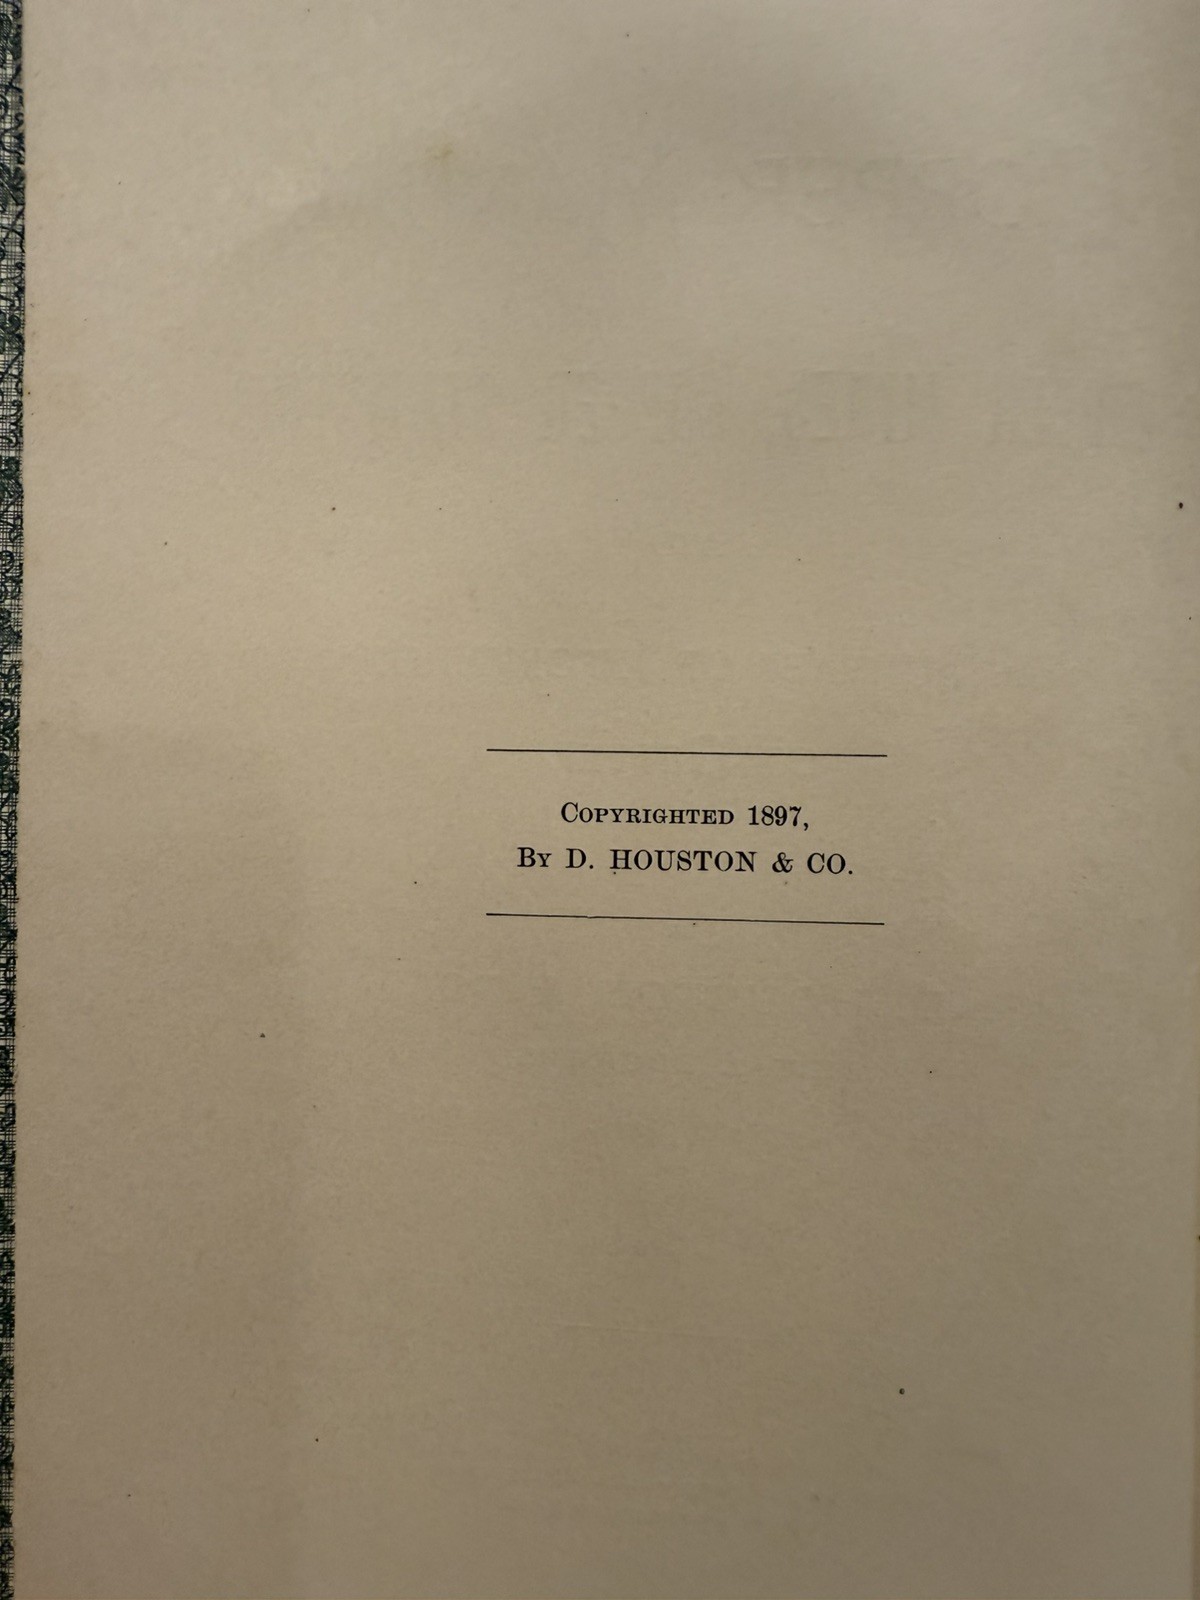 Copyrighted 1897,
By D. HOUSTON & CO.